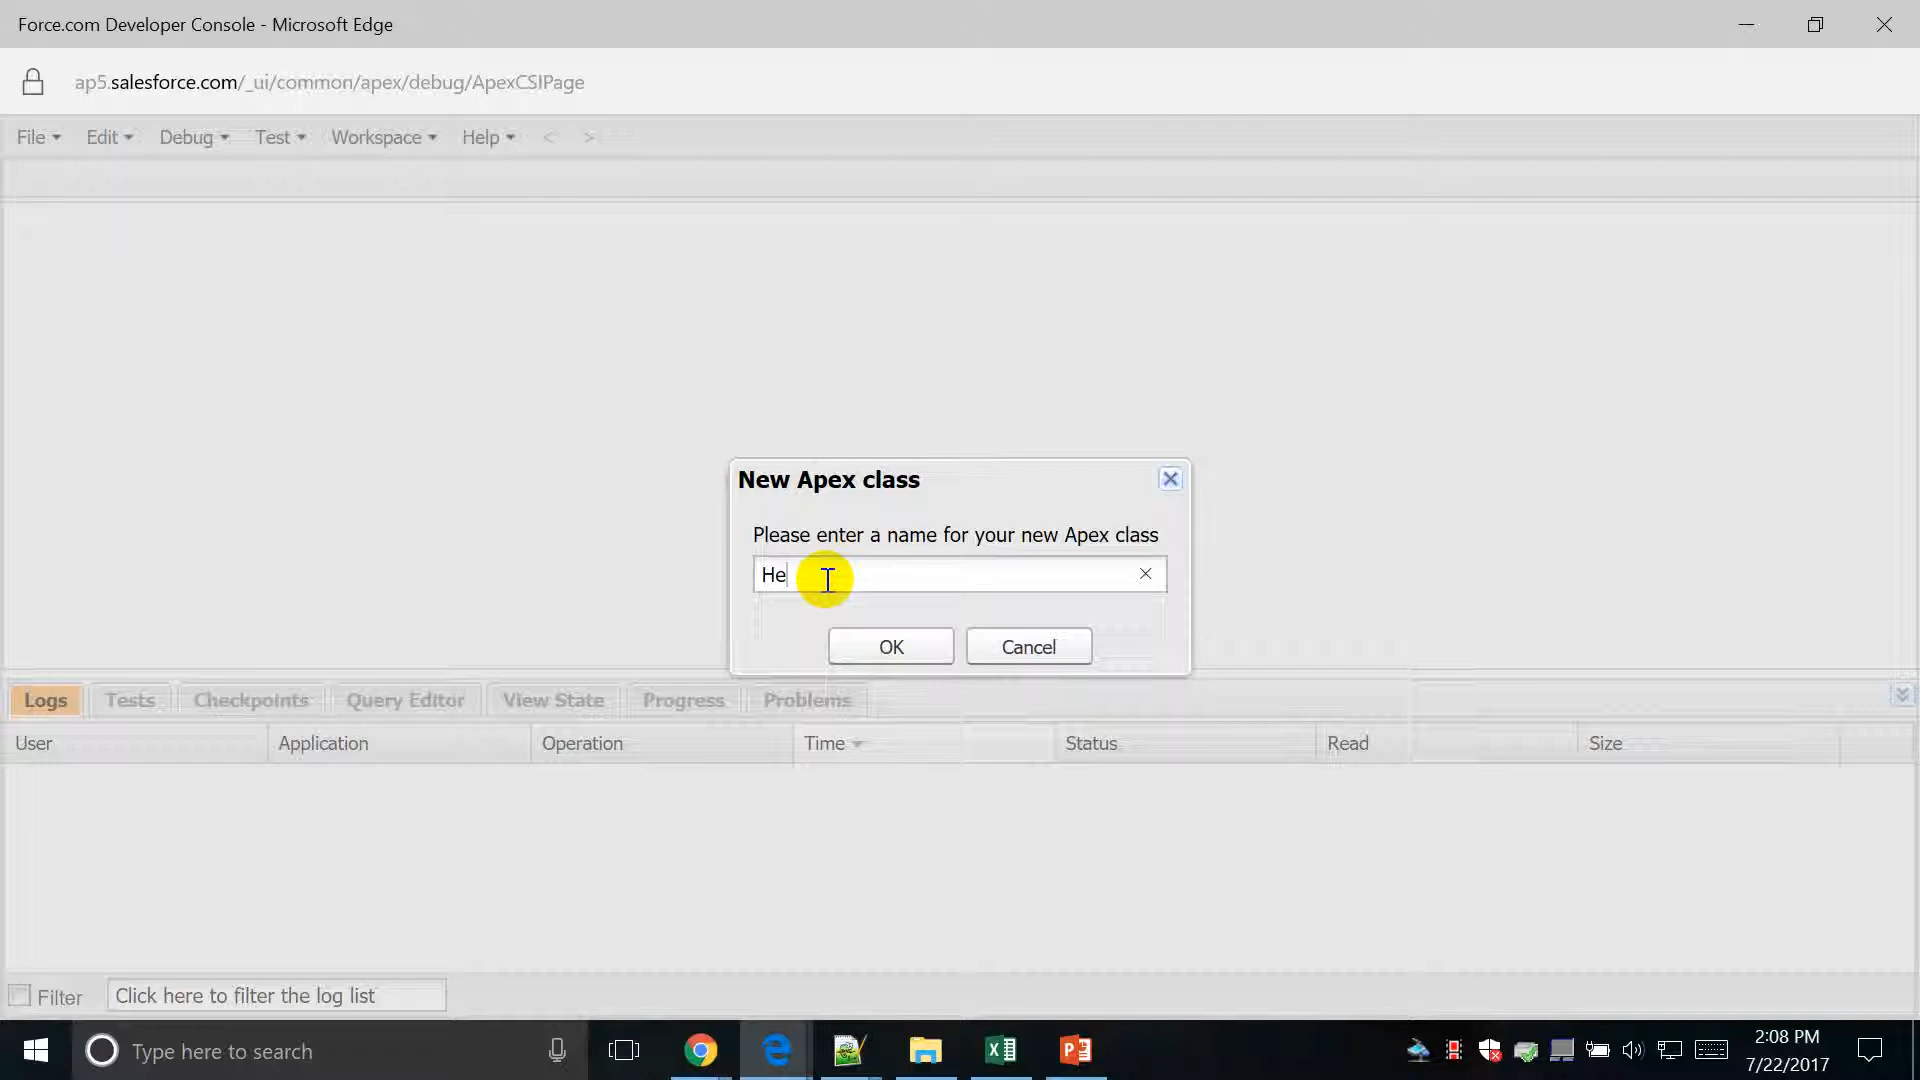 Force.com Developer Console - Microsoft Edge
ap5.salesforce.com/_ui/common/apex/debug/ApexCSIPage
File Edit Debug Test Workspace Help < >
New Apex class
Please enter a name for your new Apex class
He
OK Cancel
Logs Tests Checkpoints Query Editor View State Progress Problems
User Application Operation Time Status Read Size
Filter Click here to filter the log list
Type here to search
2:08 PM
7/22/2017